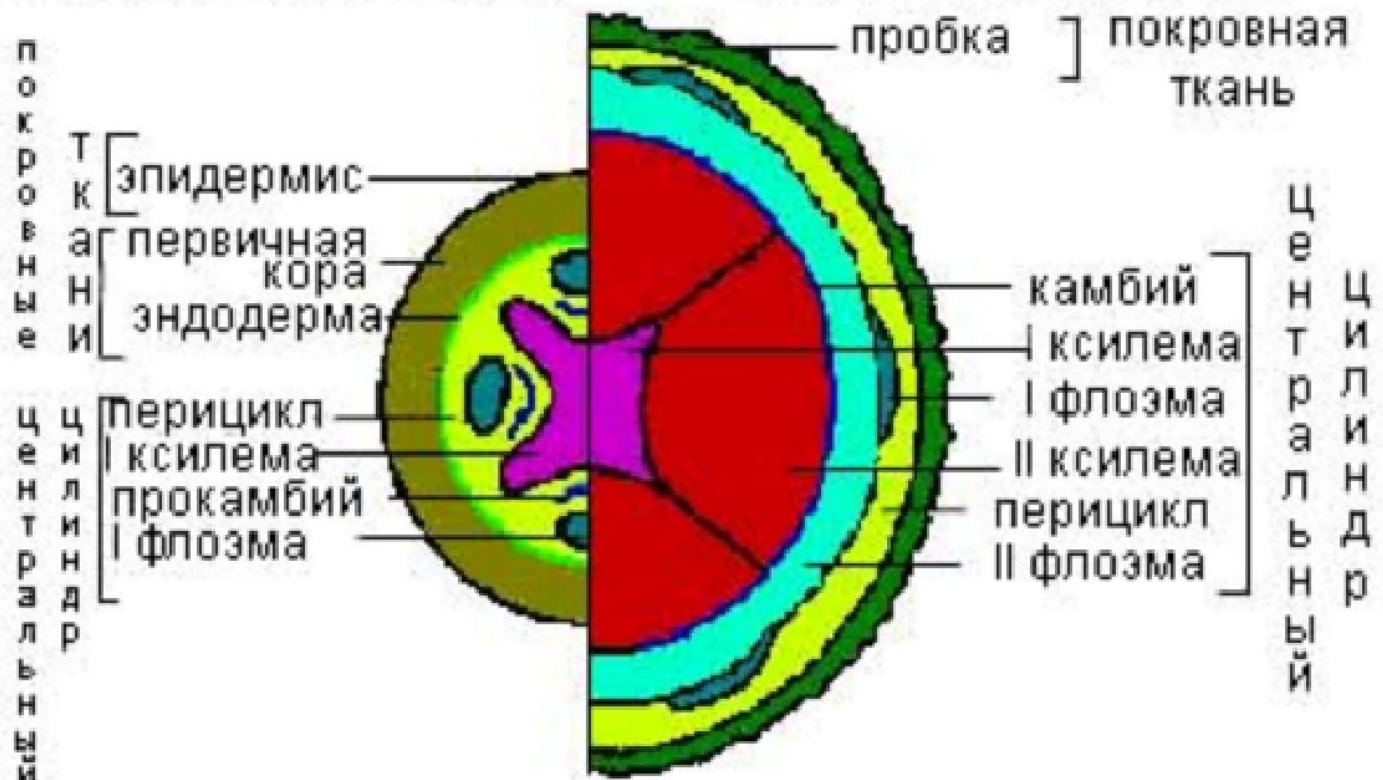 покровные
ткани
эпидермис
первичная
кора
эндодерма
центральный
цилиндр
перицикл
I ксилема
прокамбий
I флоэма
пробка
покровная
ткань
камбий
I ксилема
I флоэма
II ксилема
перицикл
II флоэма
центральный
цилиндр